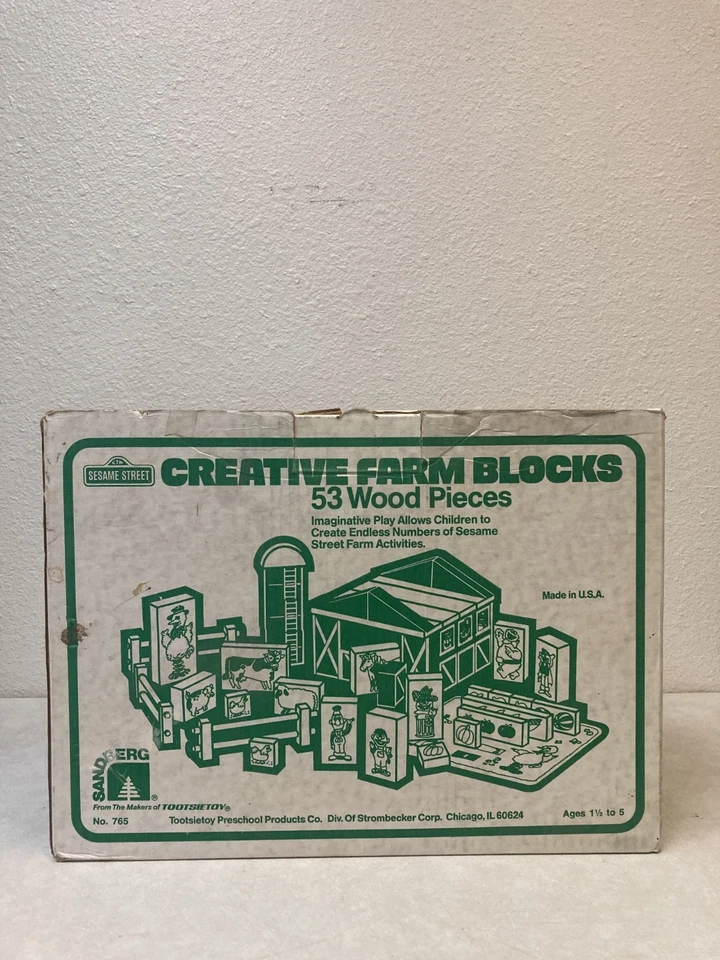 CTW
SESAME STREET
CREATIVE FARM BLOCKS
53 Wood Pieces
Imaginative Play Allows Children to
Create Endless Numbers of Sesame
Street Farm Activities.
Made in U.S.A.
SANDBERG
®
From The Makers of TOOTSIETOY®
No. 765
Tootsietoy Preschool Products Co. Div. Of Strombecker Corp. Chicago, IL 60624
Ages 1½ to 5